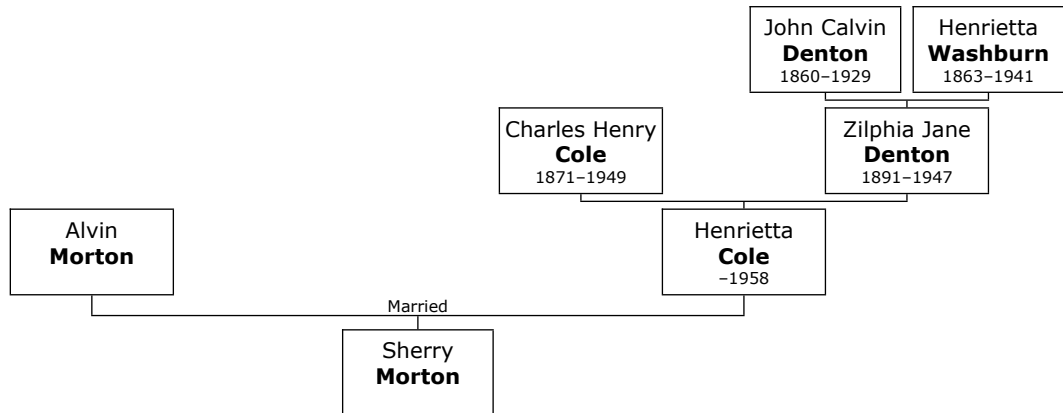 John Calvin
Denton
1860–1929
Henrietta
Washburn
1863–1941
Charles Henry
Cole
1871–1949
Zilphia Jane
Denton
1891–1947
Alvin
Morton
Henrietta
Cole
–1958
Married
Sherry
Morton